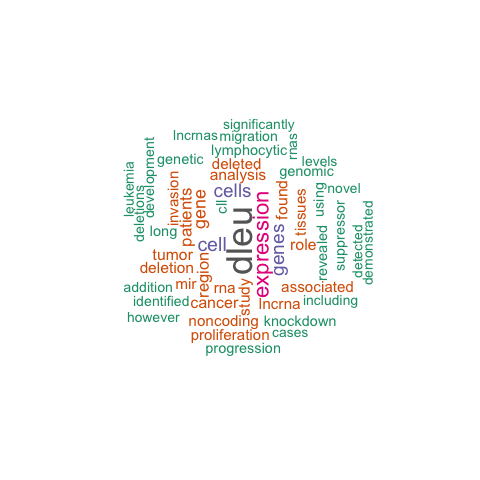 significantly
lncrnas
migration
rnas
development
genetic
lymphocytic
levels
deleted
genomic
leukemia
analysis
novel
deletions
invasion
patients
gene
cells
cll
expression
found
tissues
using
suppressor
demonstrated
long
cell
dleu
genes
role
revealed
detected
tumor
region
deletion
mir
rna
study
associated
addition
identified
cancer
lncrna
including
however
noncoding
knockdown
proliferation
cases
progression